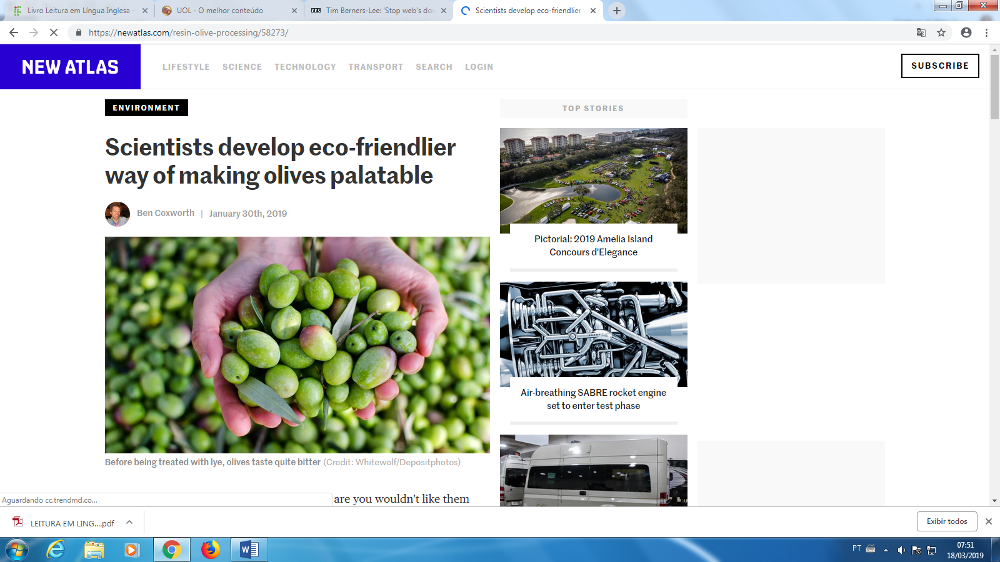 Livro Leitura em Língua Inglesa –
UOL - O melhor conteúdo
BBC
Tim Berners-Lee: 'Stop web's dow
Scientists develop eco-friendlier
https://newatlas.com/resin-olive-processing/58273/
NEW ATLAS
LIFESTYLE SCIENCE TECHNOLOGY TRANSPORT SEARCH LOGIN
SUBSCRIBE
ENVIRONMENT
Scientists develop eco-friendlier
way of making olives palatable
Ben Coxworth | January 30th, 2019
Before being treated with lye, olives taste quite bitter (Credit: Whitewolf/Depositphotos)
are you wouldn't like them
TOP STORIES
Pictorial: 2019 Amelia Island
Concours d'Elegance
Air-breathing SABRE rocket engine
set to enter test phase
Aguardando cc.trendmd.co...
LEITURA EM LING....pdf
Exibir todos
PT
07:51
18/03/2019